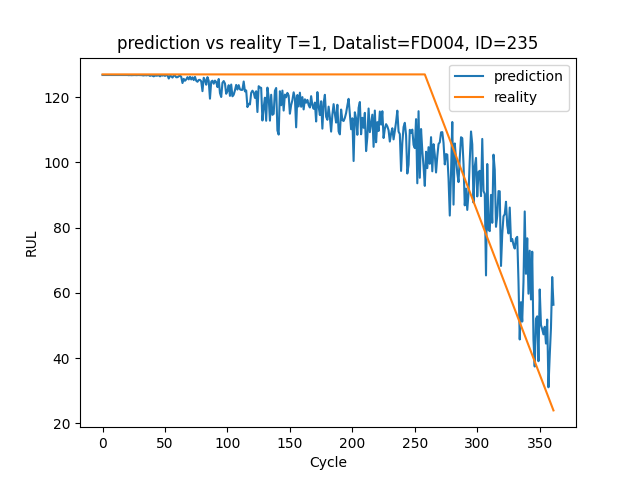 prediction vs reality T=1, Datalist=FD004, ID=235
prediction
reality
120
100
80
60
40
20
RUL
0 50 100 150 200 250 300 350
Cycle